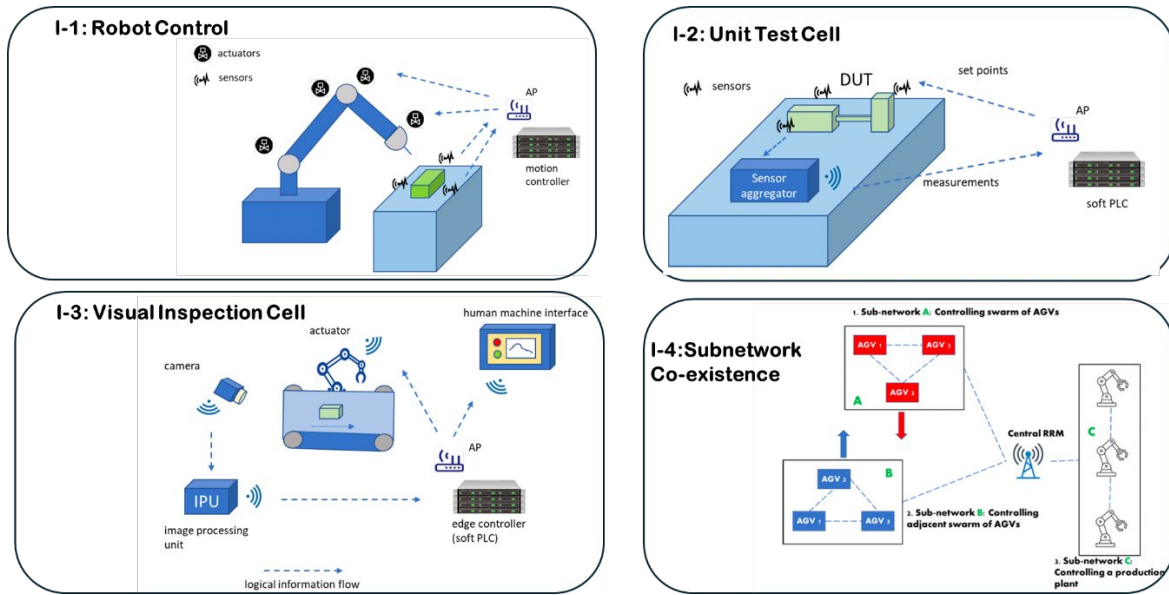 I-1: Robot Control
actuators
sensors
AP
motion
controller
I-2: Unit Test Cell
sensors
DUT
set points
AP
Sensor
aggregator
measurements
soft PLC
I-3: Visual Inspection Cell
human machine interface
actuator
camera
AP
IPU
image processing
unit
edge controller
(soft PLC)
logical information flow
I-4:Subnetwork
Co-existence
1. Sub-network A: Controlling swarm of AGVs
AGV 1
AGV 3
AGV 2
A
C
Central RRM
B
AGV 2
AGV 1
AGV 3
2. Sub-network B: Controlling
adjacent swarm of AGVs
3. Sub-network C:
Controlling a production
plant